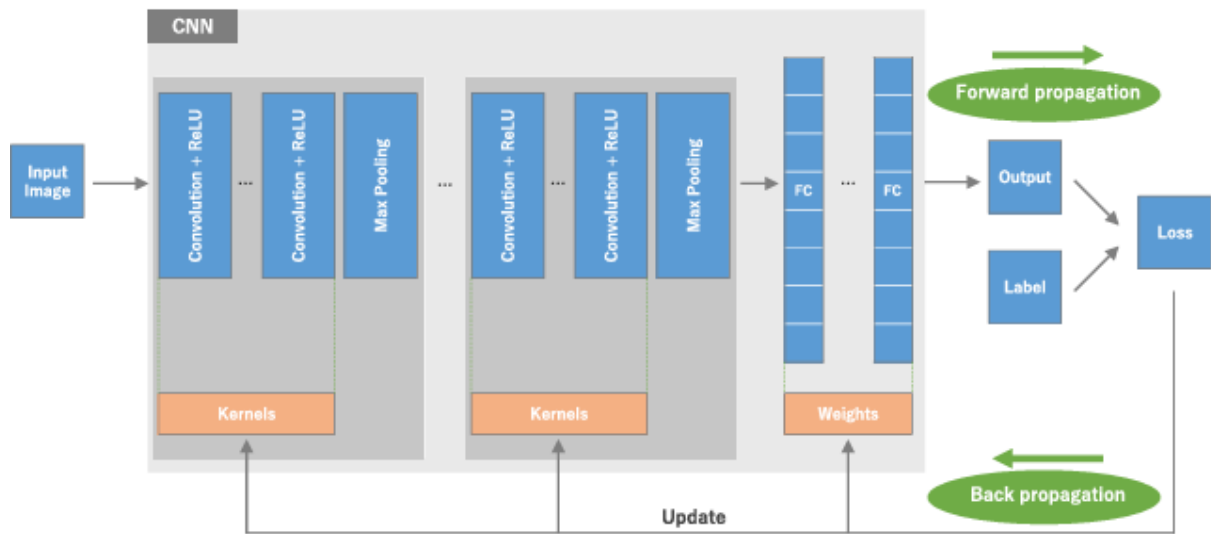 CNN
Forward propagation
Input
Image
Convolution + ReLU
...
Convolution + ReLU
Max Pooling
...
Convolution + ReLU
...
Convolution + ReLU
Max Pooling
FC
...
FC
Output
Label
Loss
Kernels
Kernels
Weights
Back propagation
Update